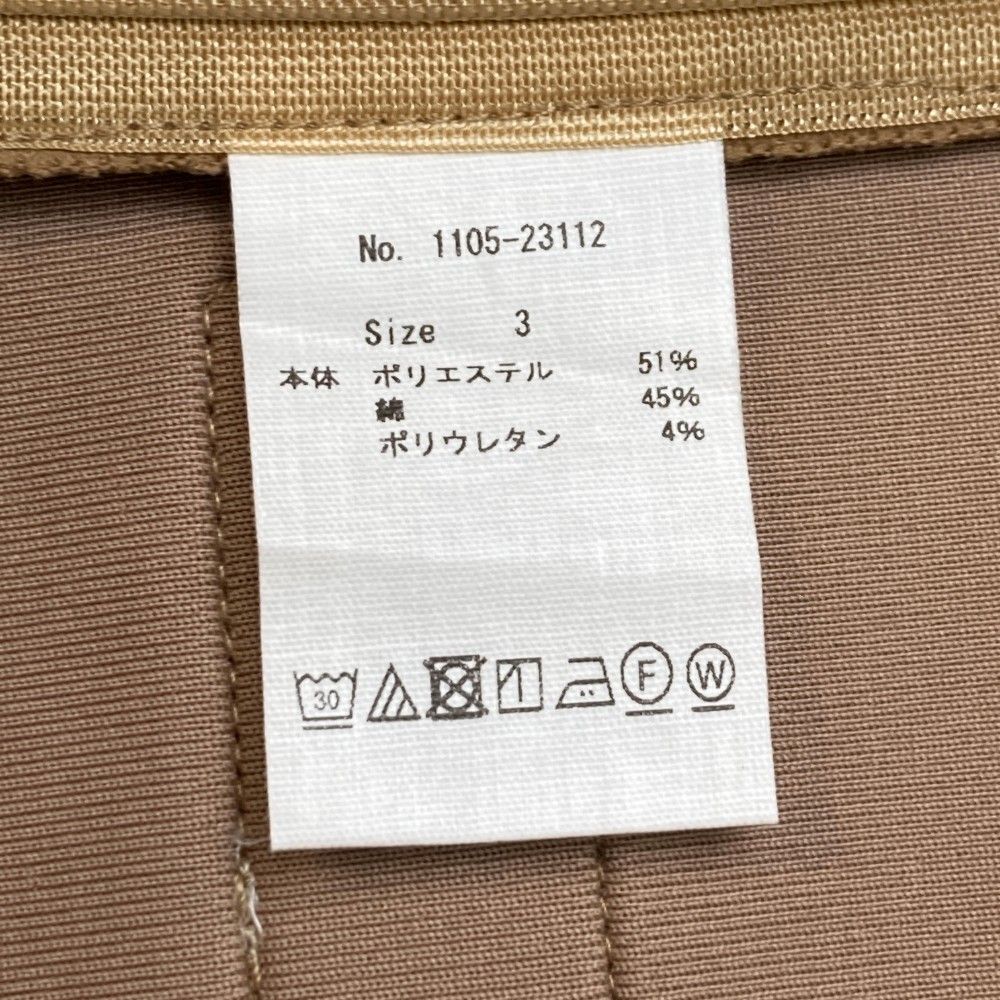 No. 1105-23112
Size 3
本体 ポリエステル 51%
綿 45%
ポリウレタン 4%
30 F W